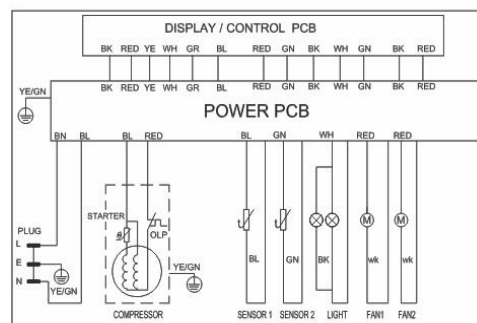 DISPLAY / CONTROL PCB
BK RED YE WH GR BL RED GN BK WH GN BK RED
BK RED YE WH GR BL RED GN BK WH GN BK RED
YE/GN
POWER PCB
BN BL BL RED BL GN WH RED RED
PLUG
STARTER
L
OLP
E
BL GN BK wk wk
YE/GN
N
YE/GN
COMPRESSOR SENSOR 1 SENSOR 2 LIGHT FAN1 FAN2
M M